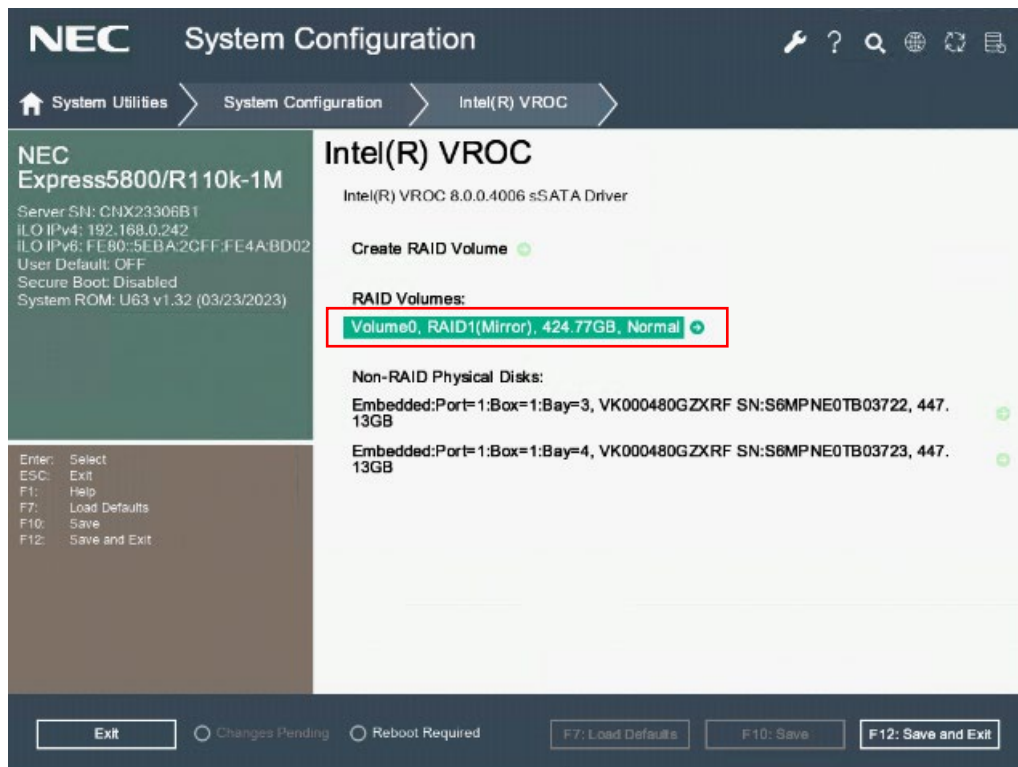 NEC System Configuration
System Utilities System Configuration Intel(R) VROC
NEC
Express5800/R110k-1M
Server SN: CNX23306B1
iLO IPv4: 192.168.0.242
iLO IPv6: FE80::5EBA:2CFF:FE4A:BD02
User Default: OFF
Secure Boot: Disabled
System ROM: U63 v1.32 (03/23/2023)
Enter: Select
ESC: Exit
F1: Help
F7: Load Defaults
F10: Save
F12: Save and Exit
Intel(R) VROC
Intel(R) VROC 8.0.0.4006 sSATA Driver
Create RAID Volume
RAID Volumes:
Volume0, RAID1(Mirror), 424.77GB, Normal
Non-RAID Physical Disks:
Embedded:Port=1:Box=1:Bay=3, VK000480GZXRF SN:S6MPNE0TB03722, 447.
13GB
Embedded:Port=1:Box=1:Bay=4, VK000480GZXRF SN:S6MPNE0TB03723, 447.
13GB
Exit Changes Pending Reboot Required F7: Load Defaults F10: Save F12: Save and Exit